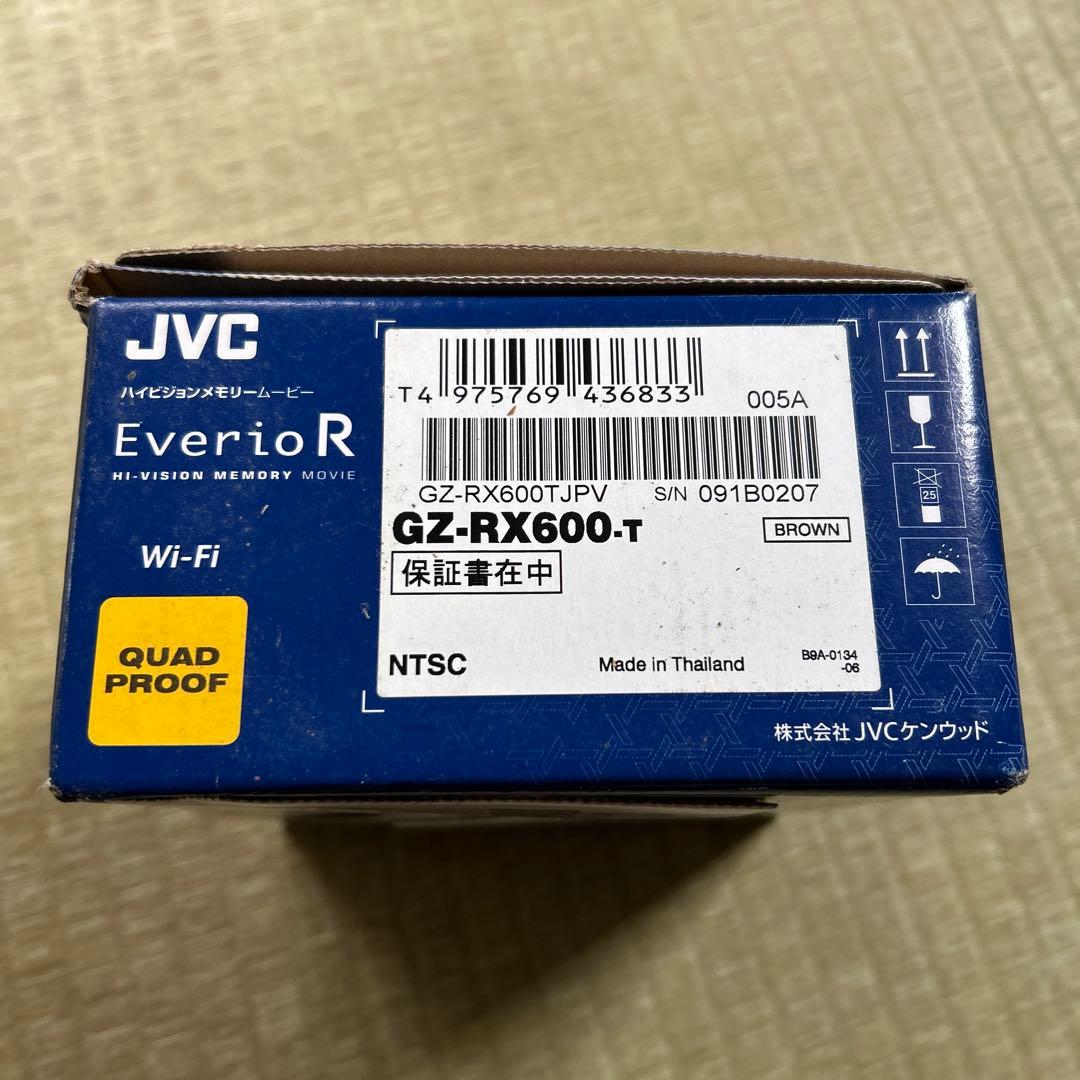 JVC
ハイビジョンメモリームービー
Everio R
HI-VISION MEMORY MOVIE
Wi-Fi
QUAD
PROOF
T4 975769 436833
005A
GZ-RX600TJPV S/N 091B0207
GZ-RX600-T
BROWN
保証書在中
NTSC
Made in Thailand
B9A-0134
-06
25
株式会社 JVCケンウッド